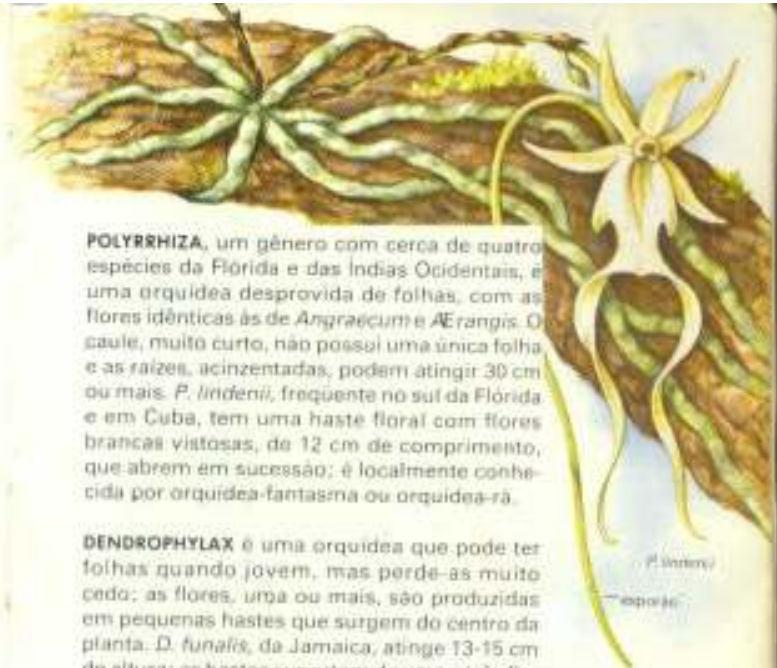 POLYRRHIZA, um gênero com cerca de quatro
espécies da Flórida e das Índias Ocidentais, é
uma orquídea desprovida de folhas, com as
flores idênticas às de Angraecum e Ærangis. O
caule, muito curto, não possui uma única folha
e as raízes, acinzentadas, podem atingir 30 cm
ou mais. P. lindenii, freqüente no sul da Flórida
e em Cuba, tem uma haste floral com flores
brancas vistosas, de 12 cm de comprimento,
que abrem em sucessão; é localmente conhe-
cida por orquídea-fantasma ou orquídea-rã.
P. lindenii
esporão
DENDROPHYLAX é uma orquídea que pode ter
folhas quando jovem, mas perde-as muito
cedo; as flores, uma ou mais, são produzidas
em pequenas hastes que surgem do centro da
planta. D. funalis, da Jamaica, atinge 13-15 cm